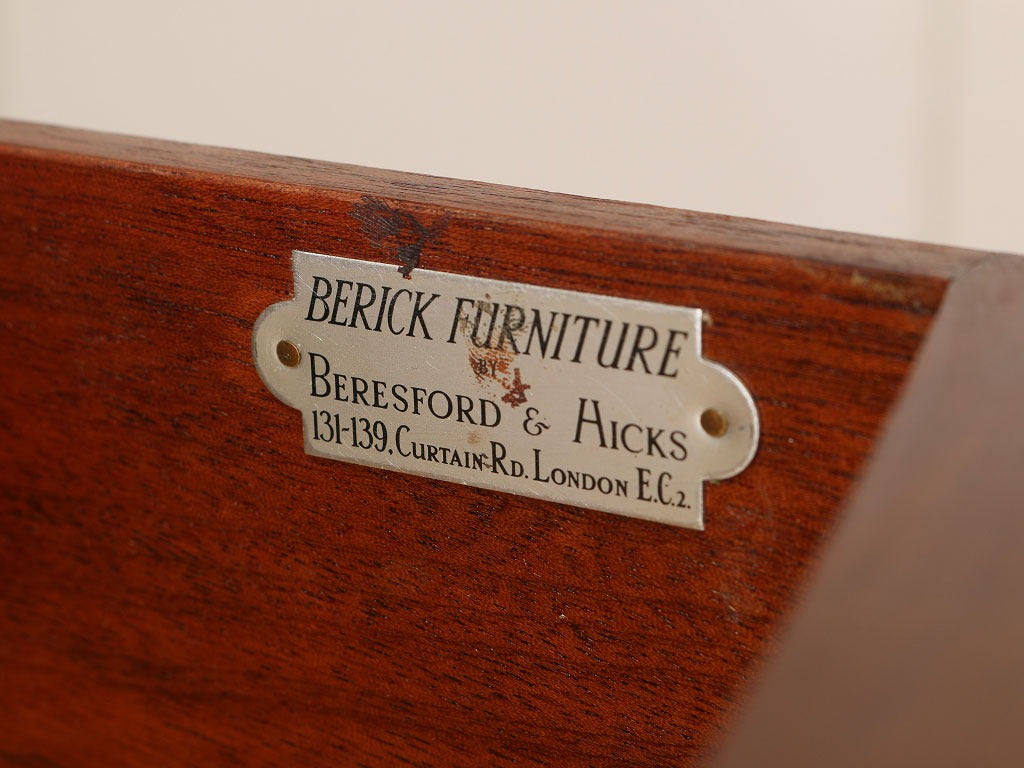 BERICK FURNITURE
BY
BERESFORD & HICKS
131-139, CURTAIN RD. LONDON E.C.2.